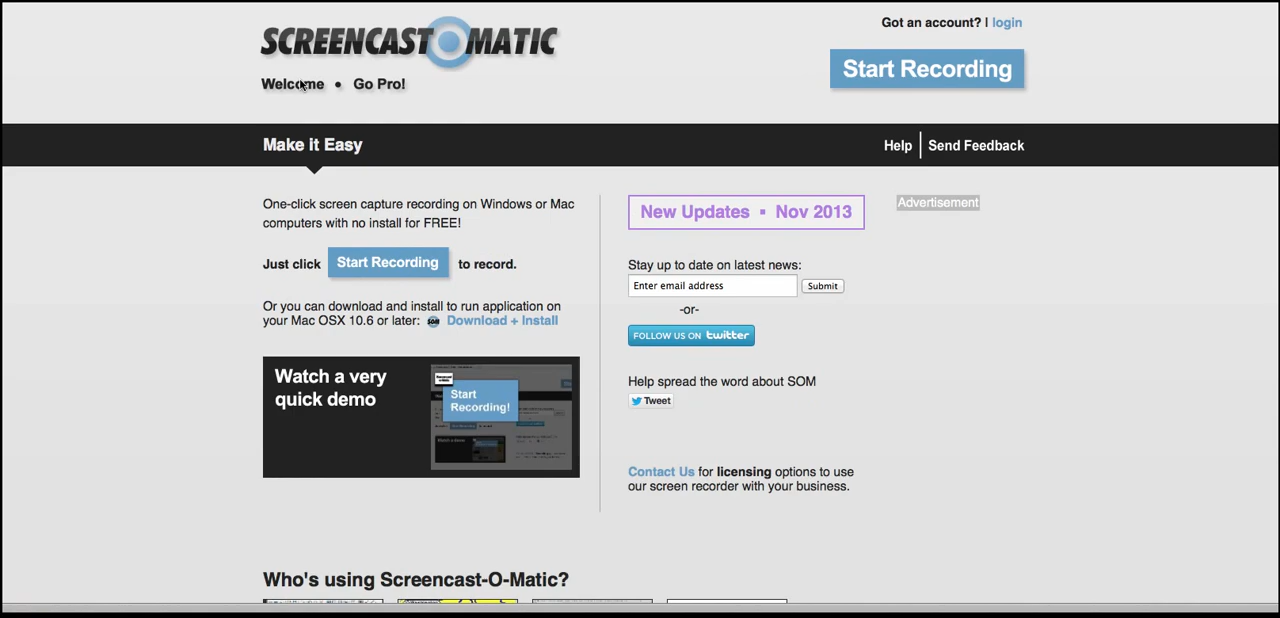 SCREENCAST O MATIC
Got an account? | login
Start Recording
Welcome • Go Pro!
Make it Easy
Help | Send Feedback
One-click screen capture recording on Windows or Mac
computers with no install for FREE!
Just click Start Recording to record.
Or you can download and install to run application on
your Mac OSX 10.6 or later: SOM Download + Install
Watch a very
quick demo
Start
Recording!
New Updates ▪ Nov 2013
Stay up to date on latest news:
Enter email address Submit
-or-
FOLLOW US ON twitter
Help spread the word about SOM
Tweet
Contact Us for licensing options to use
our screen recorder with your business.
Advertisement
Who's using Screencast-O-Matic?